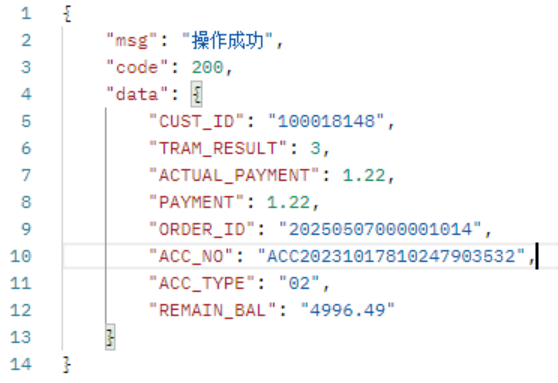 1 {
2 "msg": "操作成功",
3 "code": 200,
4 "data": {
5 "CUST_ID": "100018148",
6 "TRAM_RESULT": 3,
7 "ACTUAL_PAYMENT": 1.22,
8 "PAYMENT": 1.22,
9 "ORDER_ID": "20250507000001014",
10 "ACC_NO": "ACC20231017810247903532",
11 "ACC_TYPE": "02",
12 "REMAIN_BAL": "4996.49"
13 }
14 }